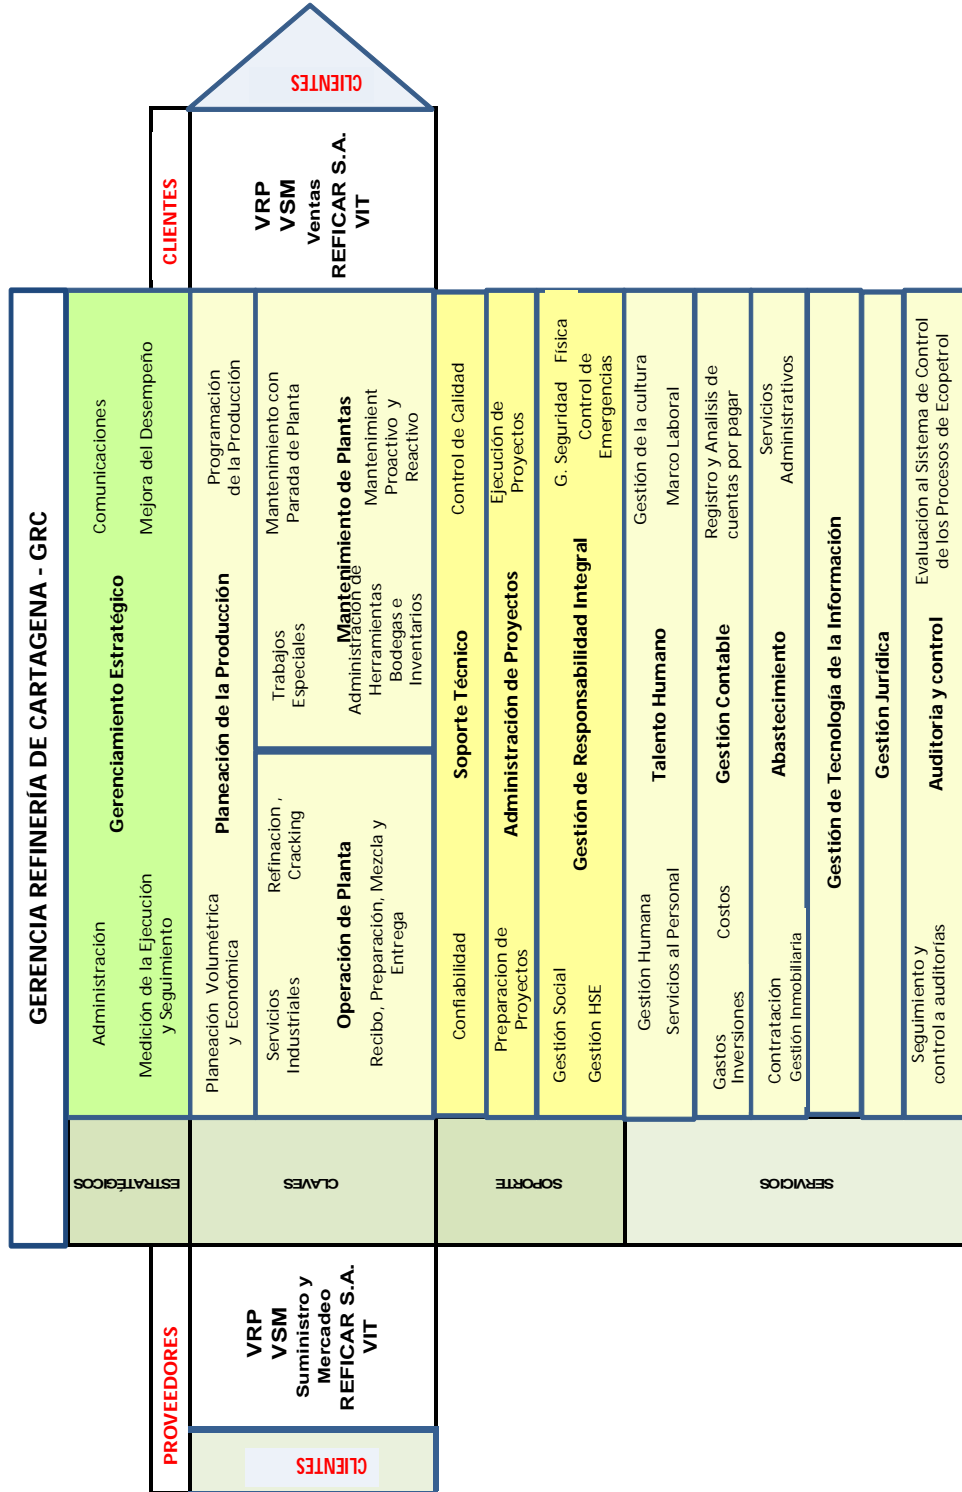 GERENCIA REFINERÍA DE CARTAGENA - GRC
PROVEEDORES
CLIENTES
ESTRATÉGICOS
Administración
Comunicaciones
Gerenciamiento Estratégico
Medición de la Ejecución
y Seguimiento
Mejora del Desempeño
CLAVES
Planeación Volumétrica
y Económica
Planeación de la Producción
Programación
de la Producción
Servicios
Industriales
Refinacion ,
Cracking
Operación de Planta
Recibo, Preparación, Mezcla y
Entrega
Trabajos
Especiales
Mantenimiento con
Parada de Planta
Mantenimiento de Plantas
Administración de
Herramientas
Bodegas e
Inventarios
Mantenimient
Proactivo y
Reactivo
SOPORTE
Confiabilidad
Soporte Técnico
Control de Calidad
Preparacion de
Proyectos
Administración de Proyectos
Ejecución de
Proyectos
Gestión Social
Gestión HSE
Gestión de Responsabilidad Integral
G. Seguridad Física
Control de
Emergencias
SERVICIOS
Gestión Humana
Servicios al Personal
Talento Humano
Gestión de la cultura
Marco Laboral
Gastos
Inversiones
Costos
Gestión Contable
Registro y Analisis de
cuentas por pagar
Contratación
Gestión Inmobiliaria
Abastecimiento
Servicios
Administrativos
Gestión de Tecnología de la Información
Gestión Jurídica
Seguimiento y
control a auditorías
Auditoria y control
Evaluación al Sistema de Control
de los Procesos de Ecopetrol
CLIENTES
VRP
VSM
Suministro y
Mercadeo
REFICAR S.A.
VIT
VRP
VSM
Ventas
REFICAR S.A.
VIT
CLIENTES